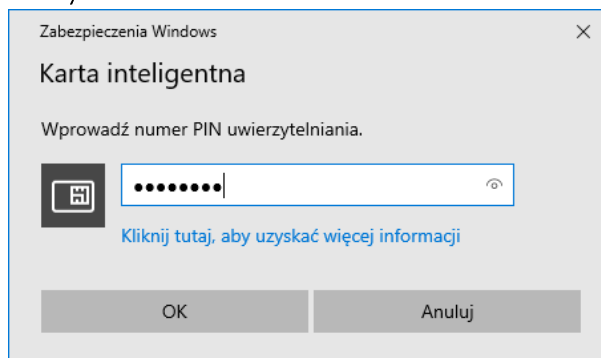 Zabezpieczenia Windows
Karta inteligentna
Wprowadź numer PIN uwierzytelniania.
••••••••
Kliknij tutaj, aby uzyskać więcej informacji
OK
Anuluj